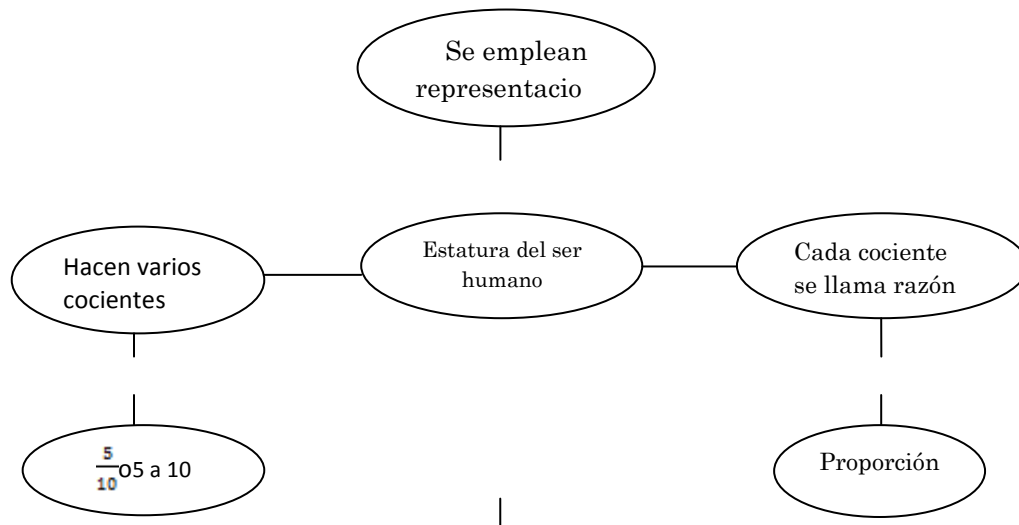 Se emplean
representacio
Hacen varios
cocientes
Estatura del ser
humano
Cada cociente
se llama razón
5/10 o5 a 10
Proporción